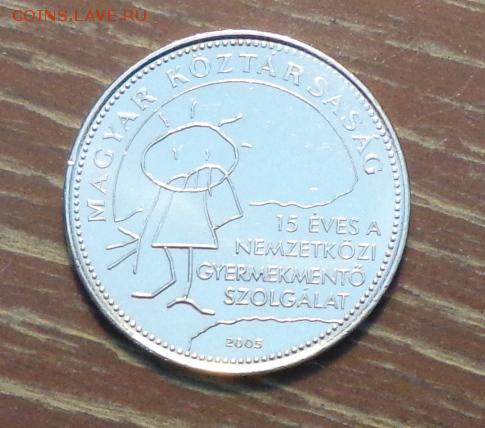 COINS.LAVE.RU
MAGYAR KÖZTÁRSASÁG
15 ÉVES A
NEMZETKÖZI
GYERMEKMENTŐ
SZOLGÁLAT
2005